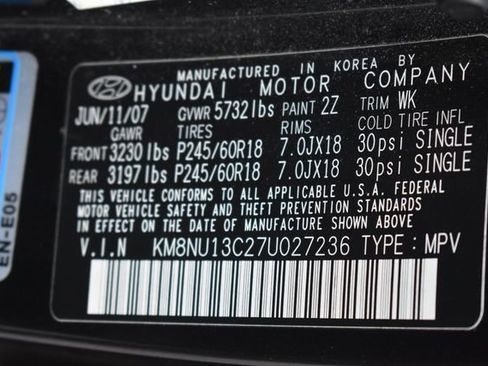 MANUFACTURED IN KOREA BY
HYUNDAI MOTOR COMPANY
JUN/11/07 GVWR 5732lbs PAINT 2Z TRIM WK
GAWR TIRES RIMS COLD TIRE INFL
FRONT 3230lbs P245/60R18 7.0JX18 30psi SINGLE
REAR 3197lbs P245/60R18 7.0JX18 30psi SINGLE
THIS VEHICLE CONFORMS TO ALL APPLICABLE U.S.A. FEDERAL
MOTOR VEHICLE SAFETY AND THEFT PREVENTION STANDARDS
IN EFFECT ON THE DATE OF MANUFACTURE SHOWN ABOVE
V.I.N KM8NU13C27U027236 TYPE : MPV
EN-E05